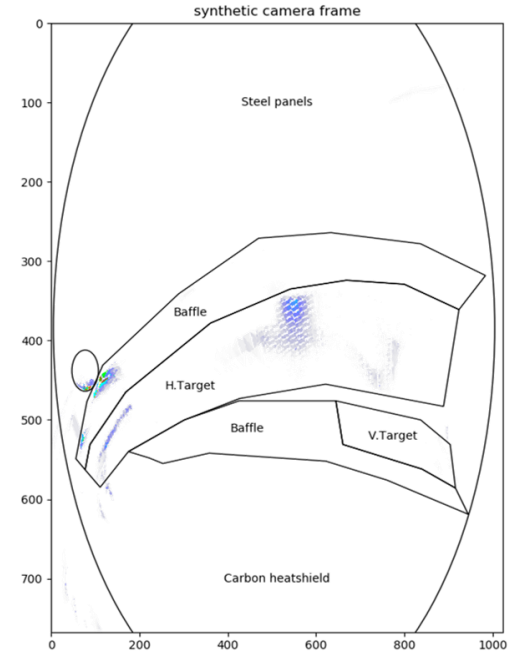 synthetic camera frame
0
100
200
300
400
500
600
700
Steel panels
Baffle
H.Target
Baffle
V.Target
Carbon heatshield
0 200 400 600 800 1000